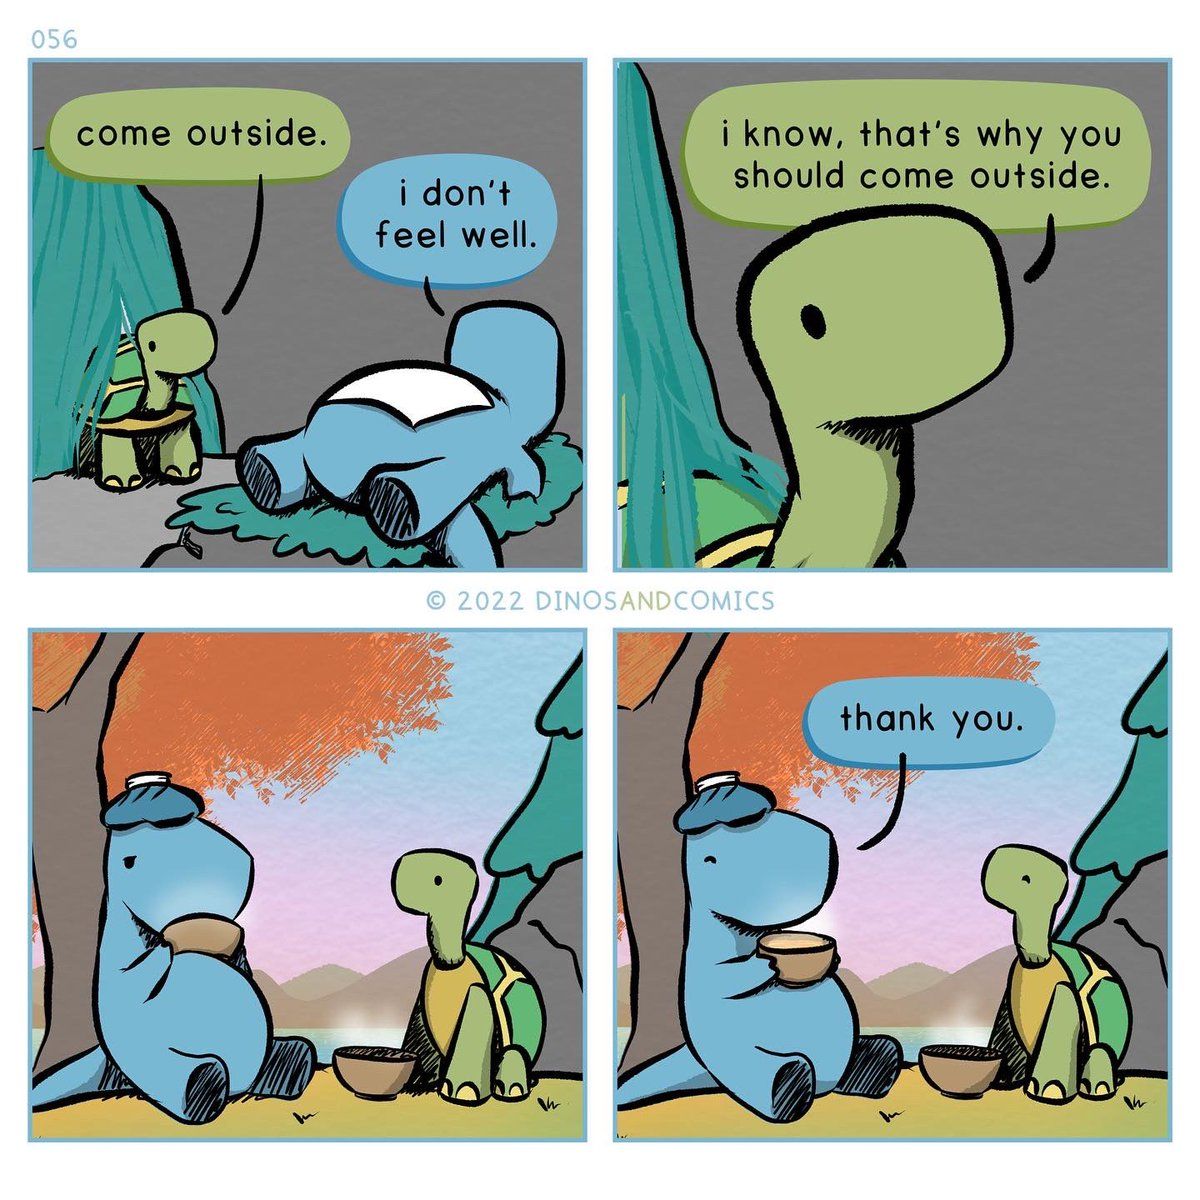 056
come outside.
i don't
feel well.
i know, that's why you
should come outside.
© 2022 DINOSANDCOMICS
thank you.